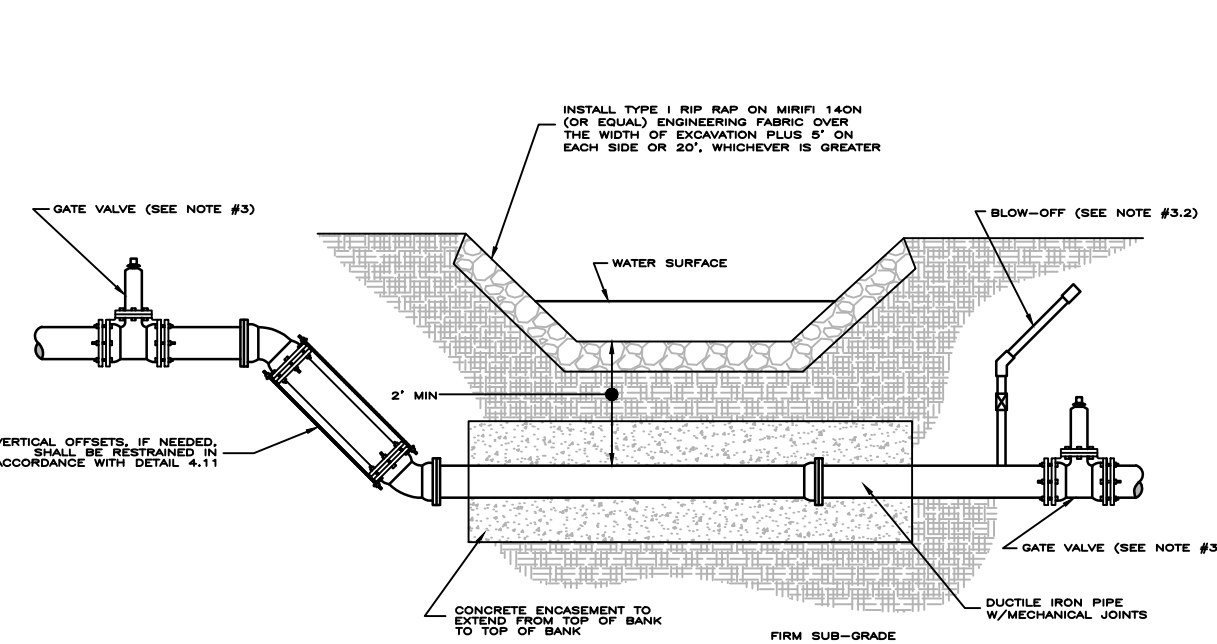 INSTALL TYPE I RIP RAP ON MIRIFI 140N
(OR EQUAL) ENGINEERING FABRIC OVER
THE WIDTH OF EXCAVATION PLUS 5' ON
EACH SIDE OR 20', WHICHEVER IS GREATER
GATE VALVE (SEE NOTE #3)
BLOW-OFF (SEE NOTE #3.2)
WATER SURFACE
2' MIN
VERTICAL OFFSETS, IF NEEDED,
SHALL BE RESTRAINED IN
ACCORDANCE WITH DETAIL 4.11
GATE VALVE (SEE NOTE #3
CONCRETE ENCASEMENT TO
EXTEND FROM TOP OF BANK
TO TOP OF BANK
DUCTILE IRON PIPE
W/MECHANICAL JOINTS
FIRM SUB-GRADE